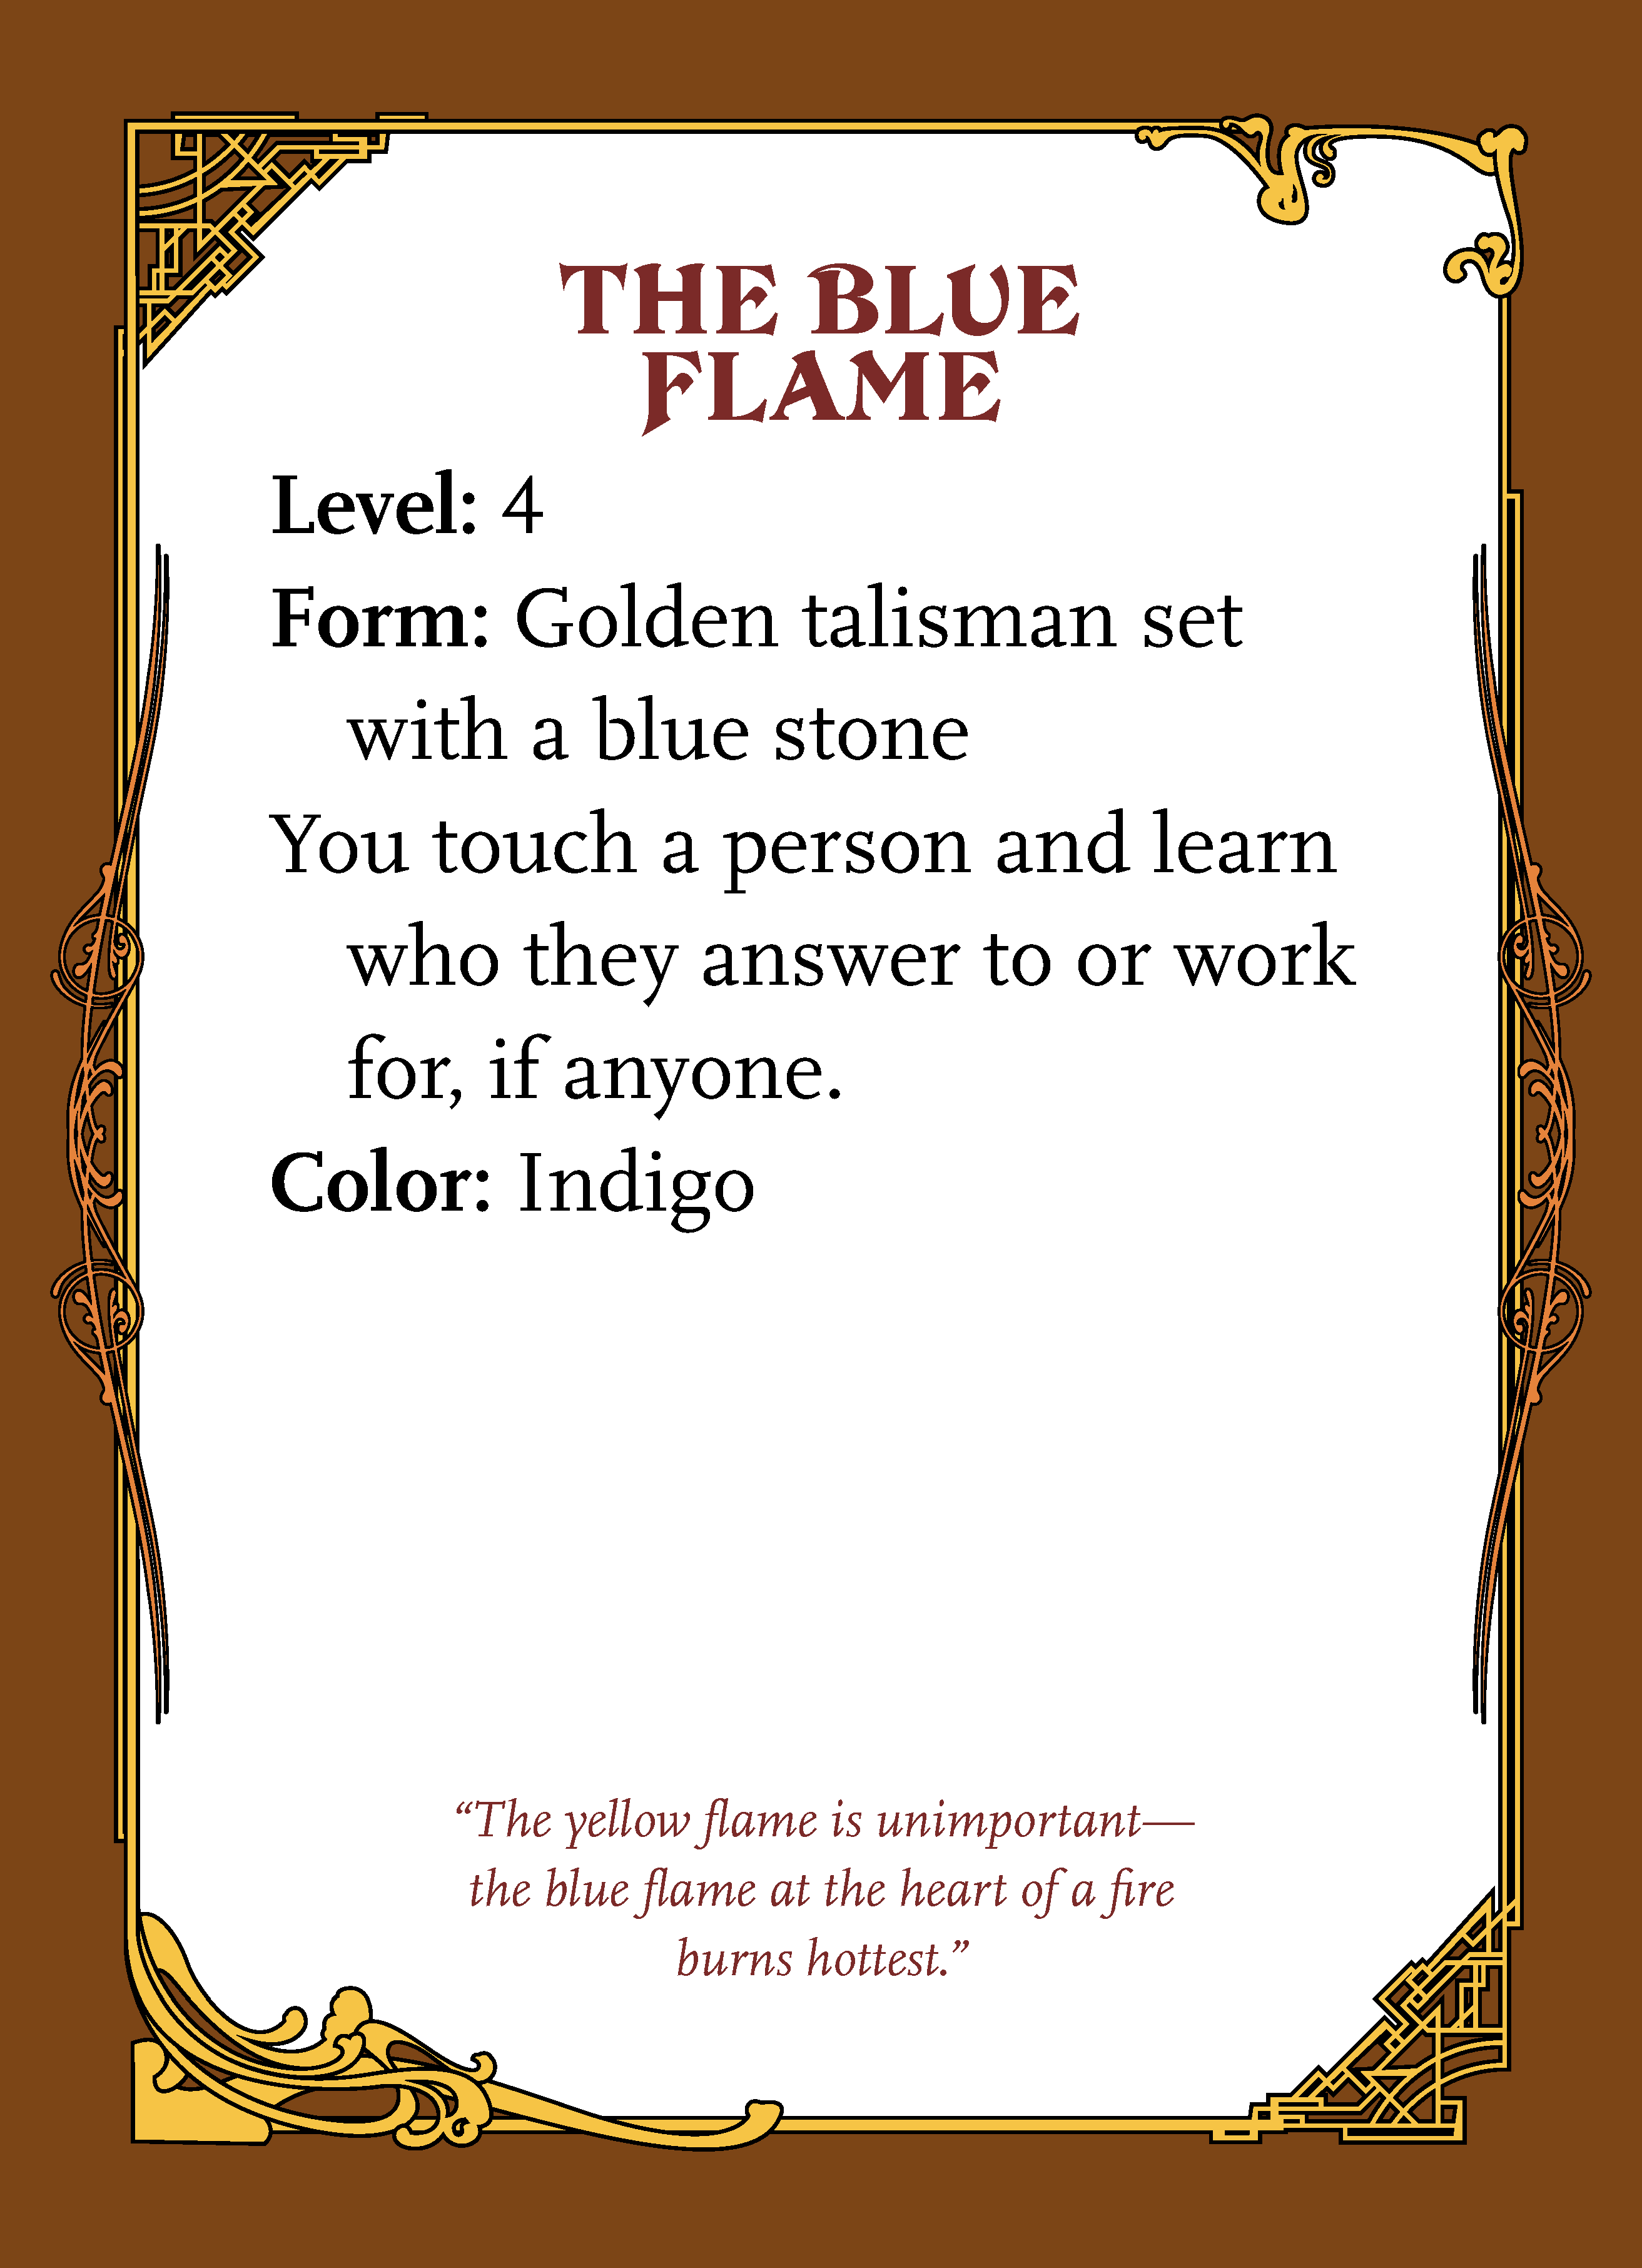 THE BLUE
FLAME
Level: 4
Form: Golden talisman set
with a blue stone
You touch a person and learn
who they answer to or work
for, if anyone.
Color: Indigo
“The yellow flame is unimportant—
the blue flame at the heart of a fire
burns hottest.”